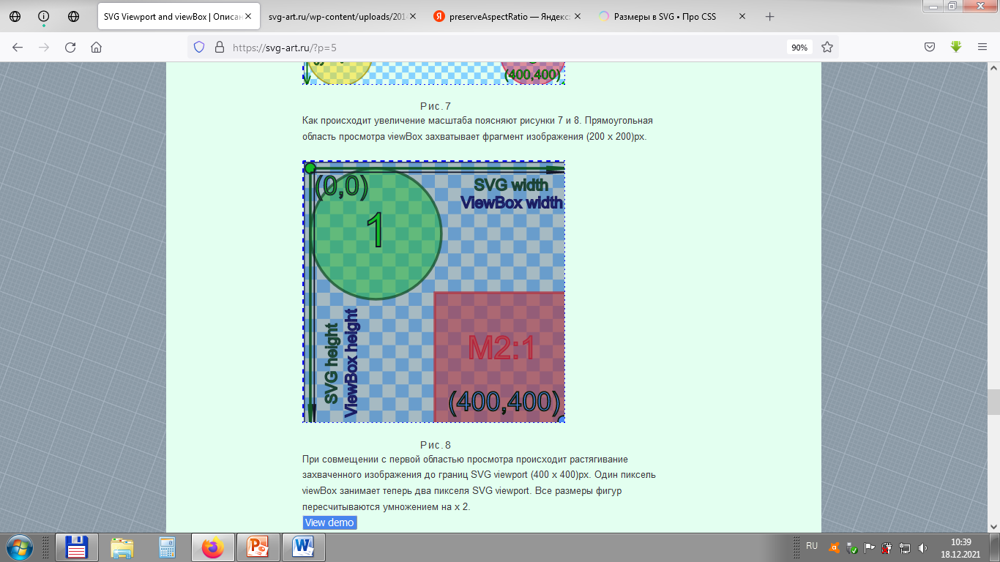 SVG Viewport and viewBox | Описан
svg-art.ru/wp-content/uploads/2014
preserveAspectRatio — Яндекс:
Размеры в SVG • Про CSS
https://svg-art.ru/?p=5
90%
(400,400)
Рис.7
Как происходит увеличение масштаба поясняют рисунки 7 и 8. Прямоугольная
область просмотра viewBox захватывает фрагмент изображения (200 x 200)px.
(0,0)
SVG width
ViewBox width
1
SVG height
ViewBox height
M2:1
(400,400)
Рис.8
При совмещении с первой областью просмотра происходит растягивание
захваченного изображения до границ SVG viewport (400 x 400)px. Один пиксель
viewBox занимает теперь два пикселя SVG viewport. Все размеры фигур
пересчитываются умножением на x 2.
View demo
RU
10:39
18.12.2021